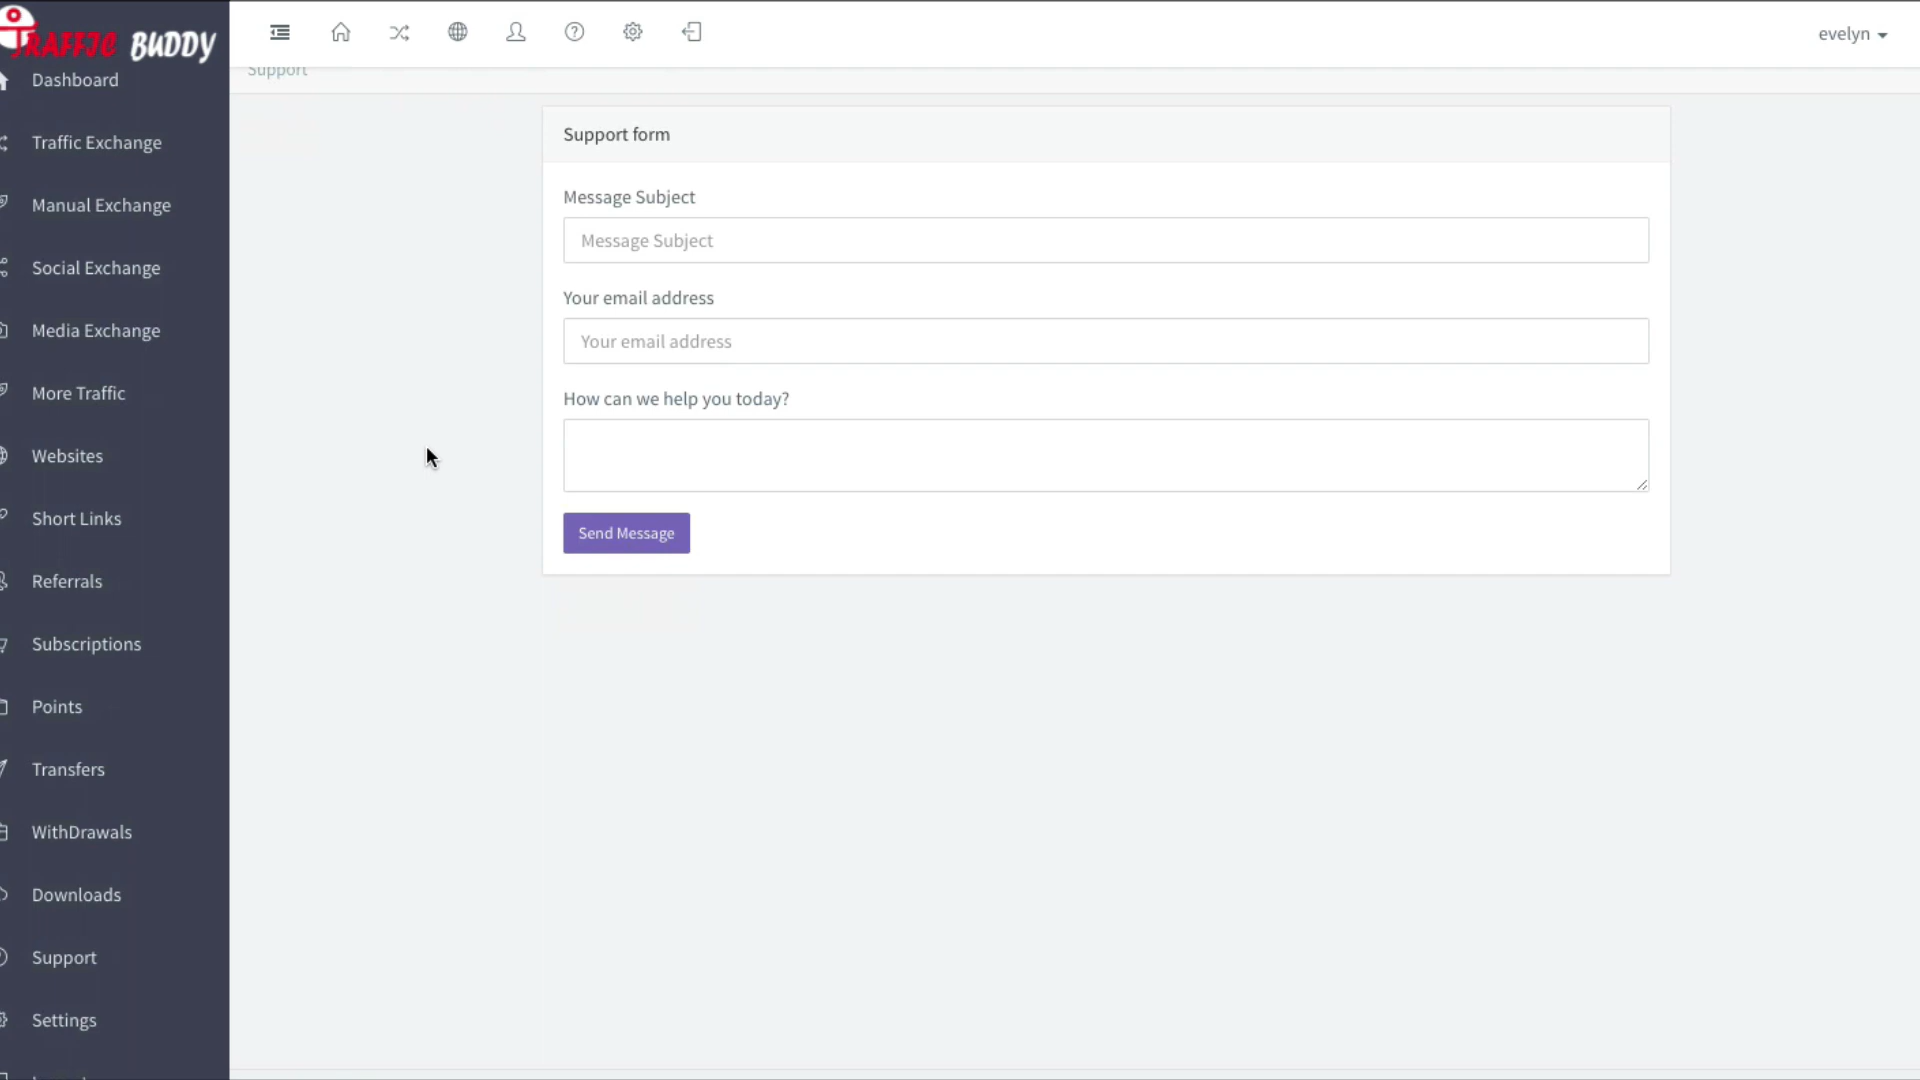 TRAFFIC BUDDY
evelyn
Support
Dashboard
Traffic Exchange
Manual Exchange
Social Exchange
Media Exchange
More Traffic
Websites
Short Links
Referrals
Subscriptions
Points
Transfers
WithDrawals
Downloads
Support
Settings
Support form
Message Subject
Message Subject
Your email address
Your email address
How can we help you today?
Send Message